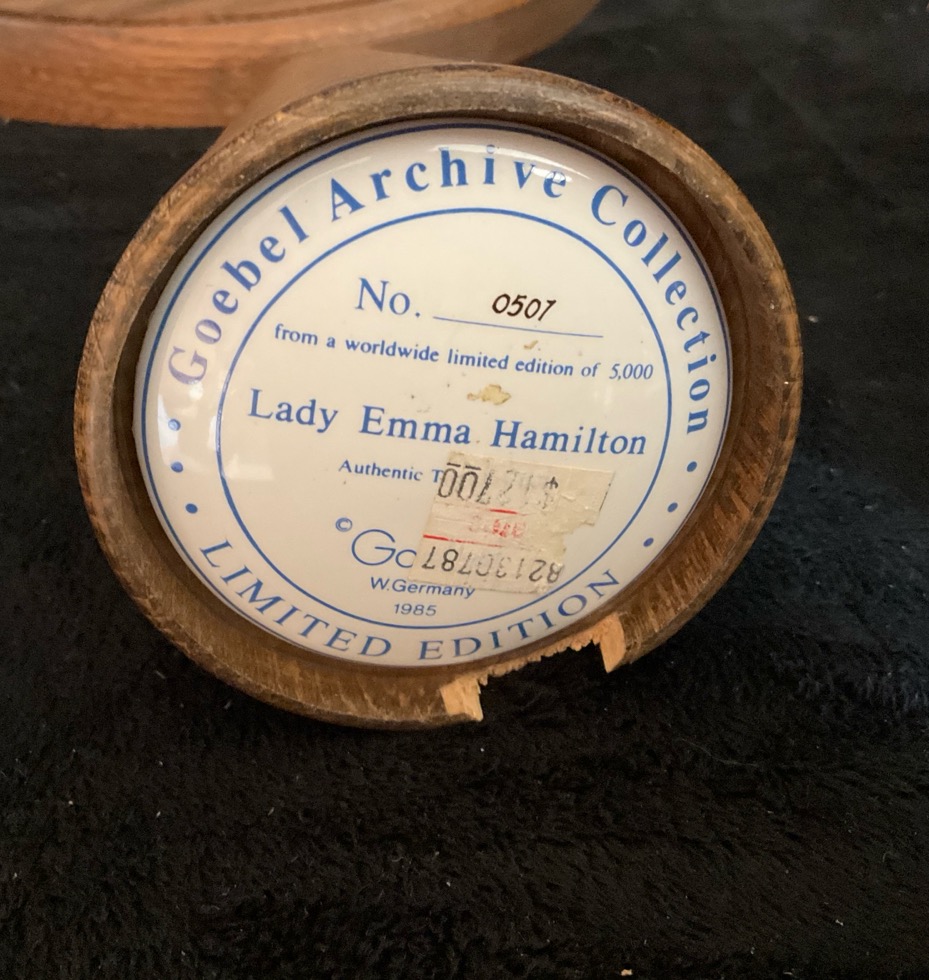 Goebel Archive Collection
No. 0507
from a worldwide limited edition of 5,000
Lady Emma Hamilton
Authentic
©
W.Germany
1985
LIMITED EDITION
82130787